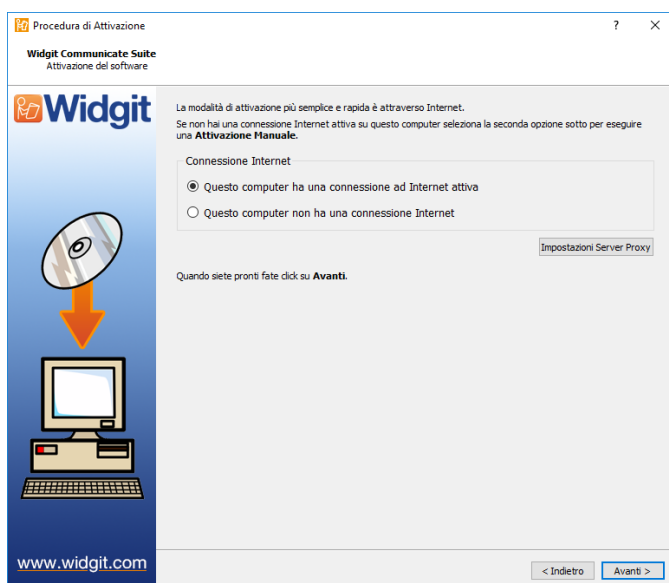 Procedura di Attivazione
Widgit Communicate Suite
Attivazione del software
Widgit
La modalità di attivazione più semplice e rapida è attraverso Internet.
Se non hai una connessione Internet attiva su questo computer seleziona la seconda opzione sotto per eseguire
una Attivazione Manuale.
Connessione Internet
Questo computer ha una connessione ad Internet attiva
Questo computer non ha una connessione Internet
Impostazioni Server Proxy
Quando siete pronti fate click su Avanti.
www.widgit.com
< Indietro
Avanti >